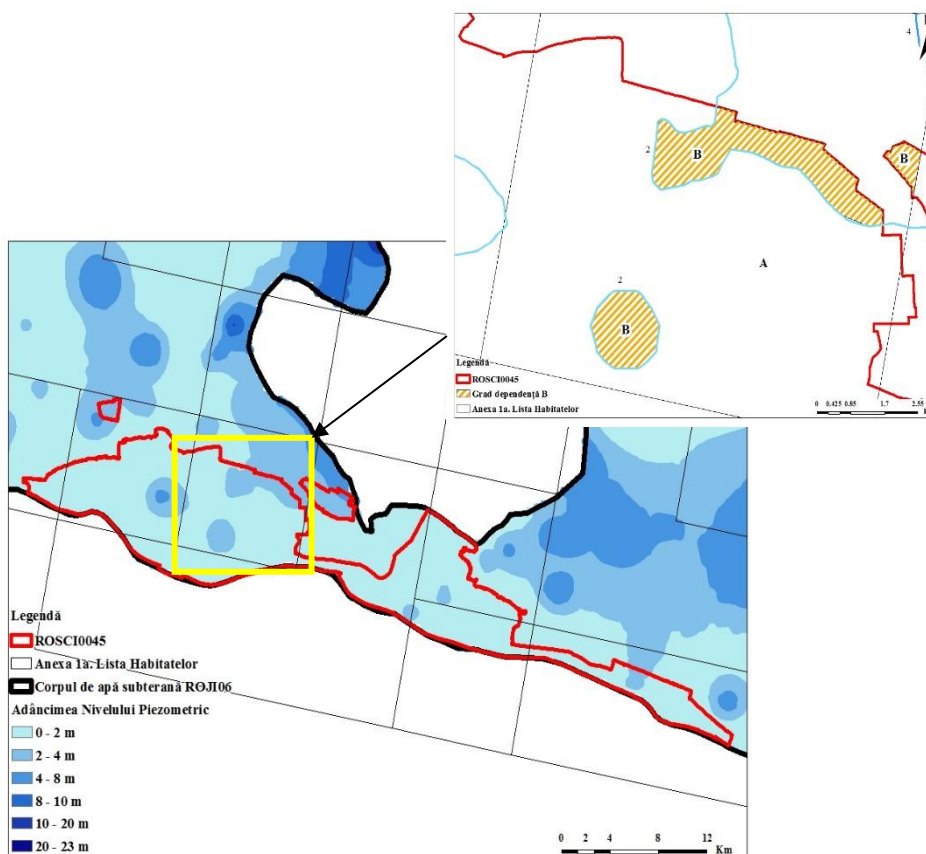 4
2
B
B
A
2
B
Legendă
ROSCI0045
Grad dependență B
Anexa 1a. Lista Habitatelor
0 0.425 0.85 1.7 2.55
Legendă
ROSCI0045
Anexa 1a. Lista Habitatelor
Corpul de apă subterană ROJI06
Adâncimea Nivelului Piezometric
0 - 2 m
2 - 4 m
4 - 8 m
8 - 10 m
10 - 20 m
20 - 23 m
0 2 4 8 12
Km